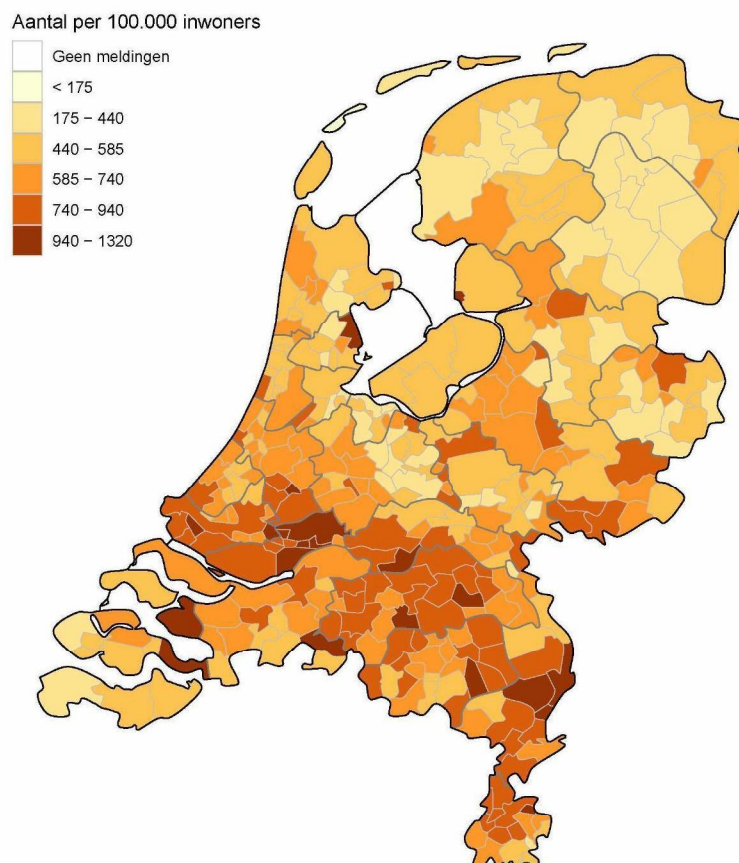 Aantal per 100.000 inwoners
Geen meldingen
< 175
175 – 440
440 – 585
585 – 740
740 – 940
940 – 1320